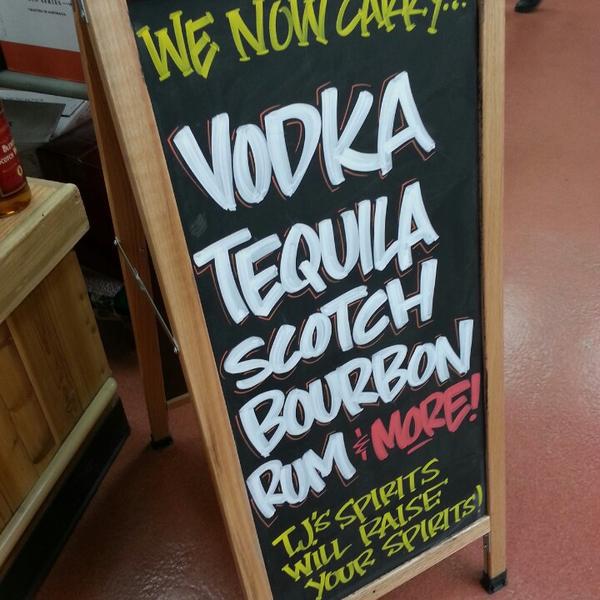 WE NOW CARRY...
VODKA
TEQUILA
SCOTCH
BOURBON
RUM & MORE!
TJ'S SPIRITS
WILL RAISE
YOUR SPIRITS)